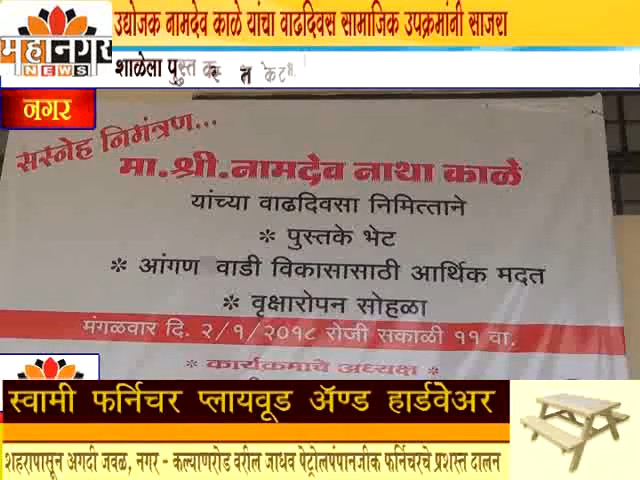 उद्योजक नामदेव काळे यांचा वाढदिवस सामाजिक उपक्रमांनी साजरा
महानगर
NEWS
शाळेला पुस्तक
नगर
सस्नेह निमंत्रण...
मा.श्री.नामदेव नाथा काळे
यांच्या वाढदिवसा निमित्ताने
* पुस्तके भेट
* आंगण वाडी विकासासाठी आर्थिक मदत
* वृक्षारोपन सोहळा
मंगळवार दि. २/१/२०१८ रोजी सकाळी ११ वा.
* कार्यक्रमाचे अध्यक्ष *
स्वामी फर्निचर प्लायवूड ॲण्ड हार्डवेअर
शहरापासून अगदी जवळ, नगर - कल्याणरोड वरील जाधव पेट्रोलपंपानजीक फर्निचरचे प्रशस्त दालन